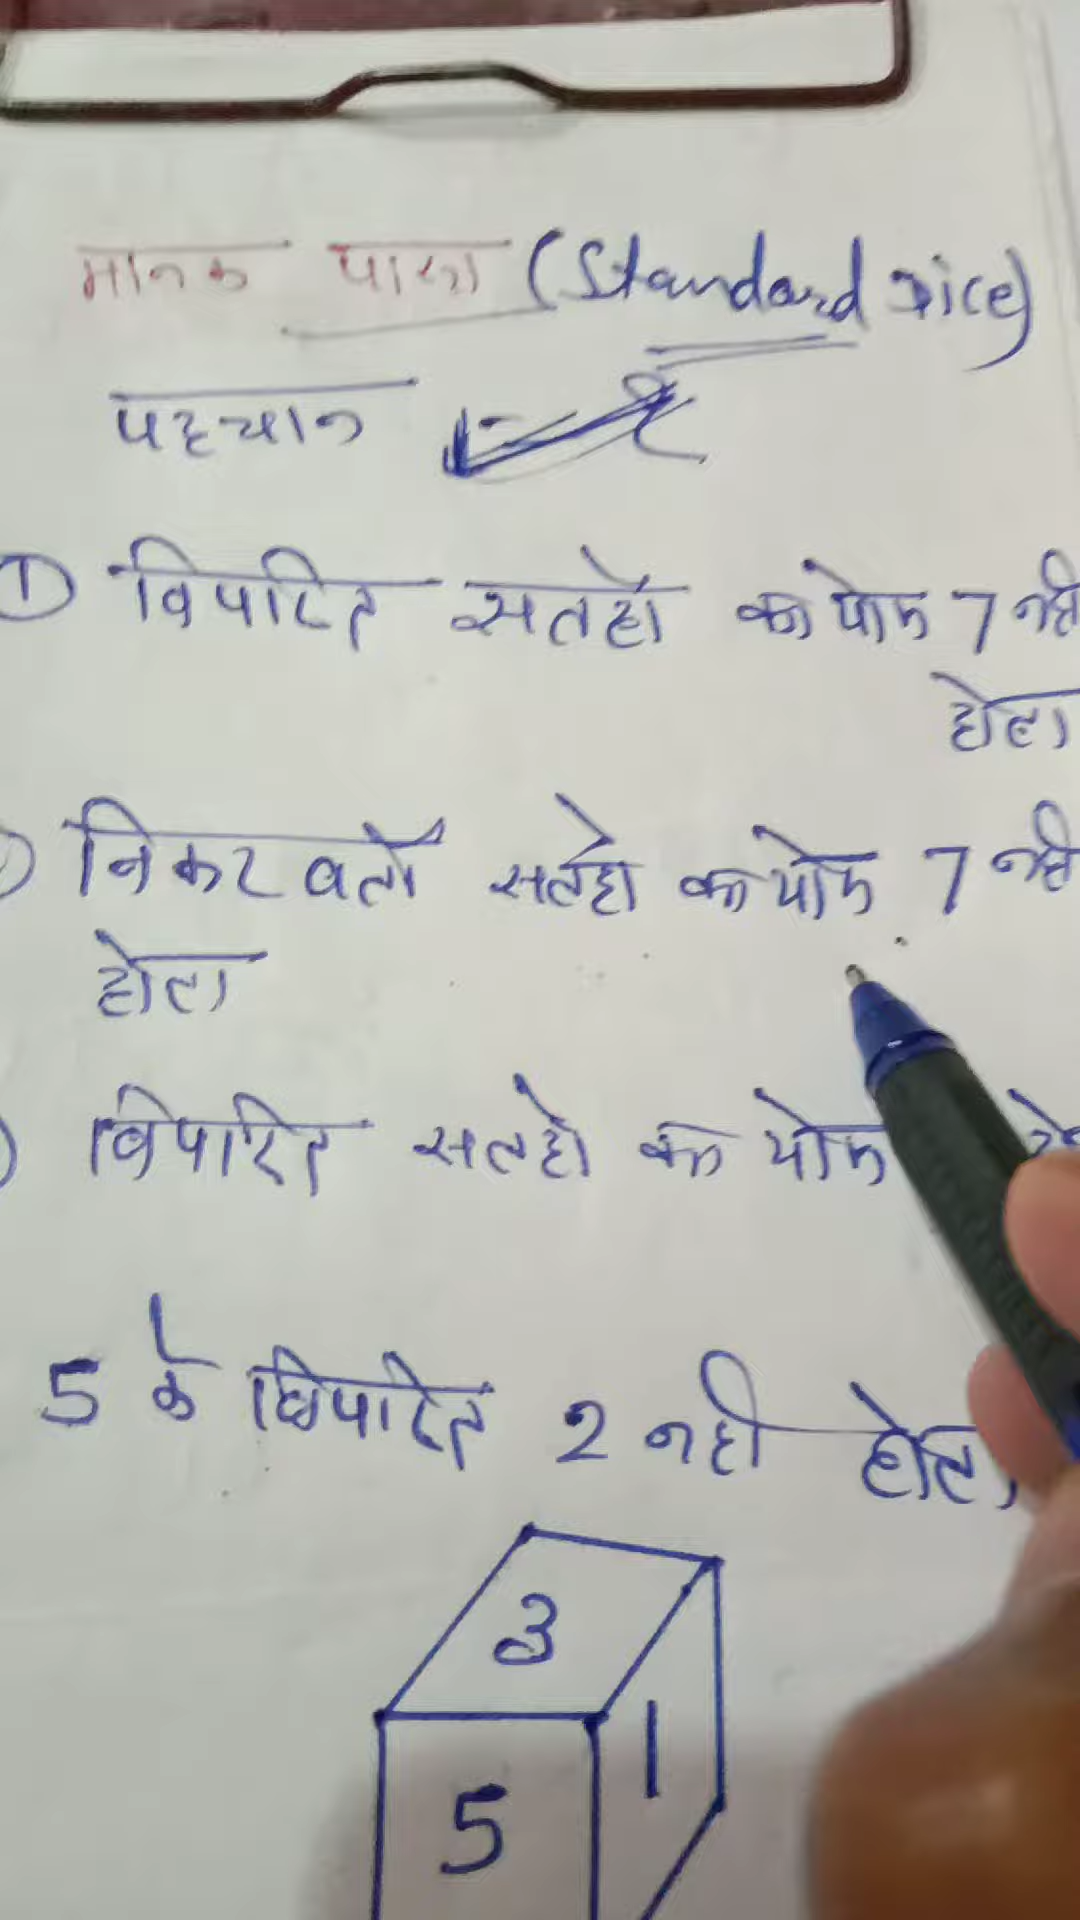 मानक पासा (Standard dice)
पहचान :-
① विपरित सतहो का योग 7 नही
होता
निकटवर्ती सतहो का योग 7 नही
होता
विपरित सतहो का योग
5 के विपरित 2 नही होता
3
5
1